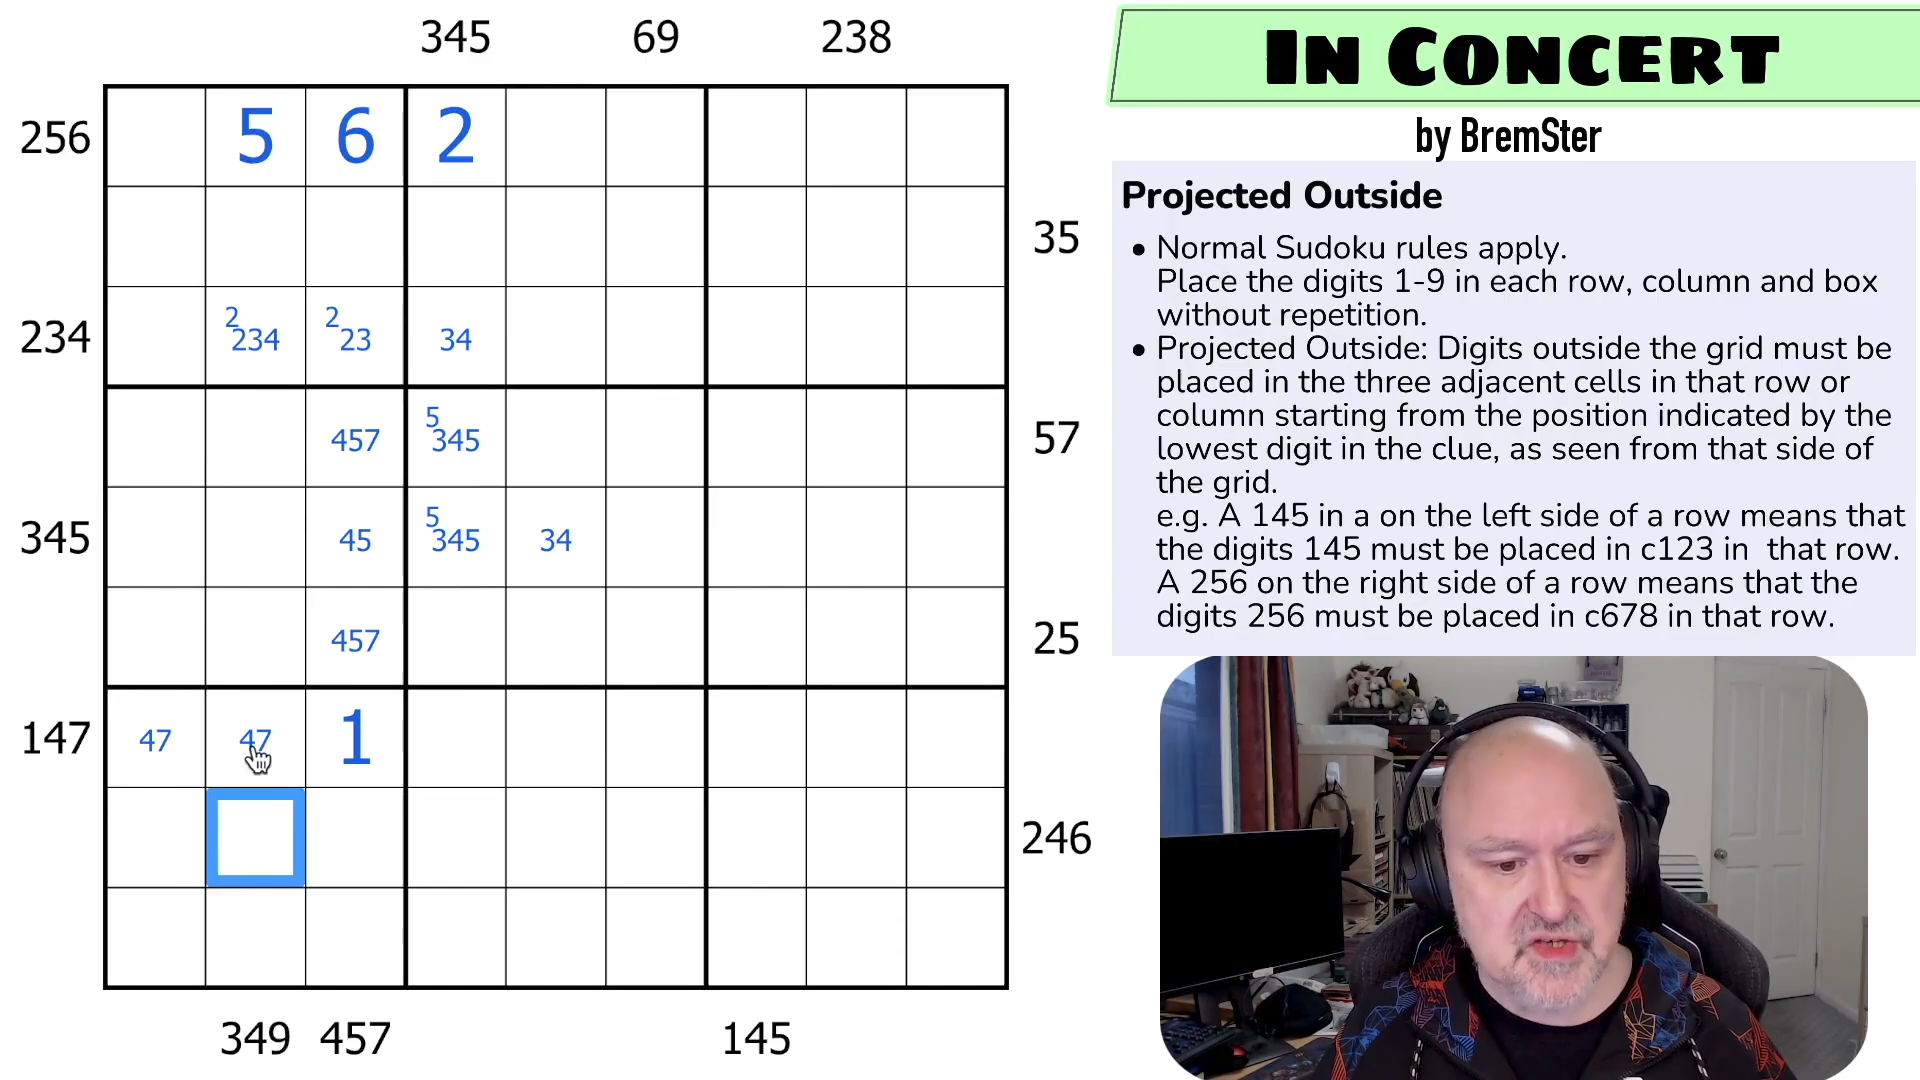 345 69 238
256 5 6 2
35
234 2 234 2 23 34
457 5 345 57
345 45 5 345 34
457 25
147 47 47 1
246
349 457 145
IN CONCERT
by BremSter
Projected Outside
• Normal Sudoku rules apply.
Place the digits 1-9 in each row, column and box
without repetition.
• Projected Outside: Digits outside the grid must be
placed in the three adjacent cells in that row or
column starting from the position indicated by the
lowest digit in the clue, as seen from that side of
the grid.
e.g. A 145 in a on the left side of a row means that
the digits 145 must be placed in c123 in that row.
A 256 on the right side of a row means that the
digits 256 must be placed in c678 in that row.